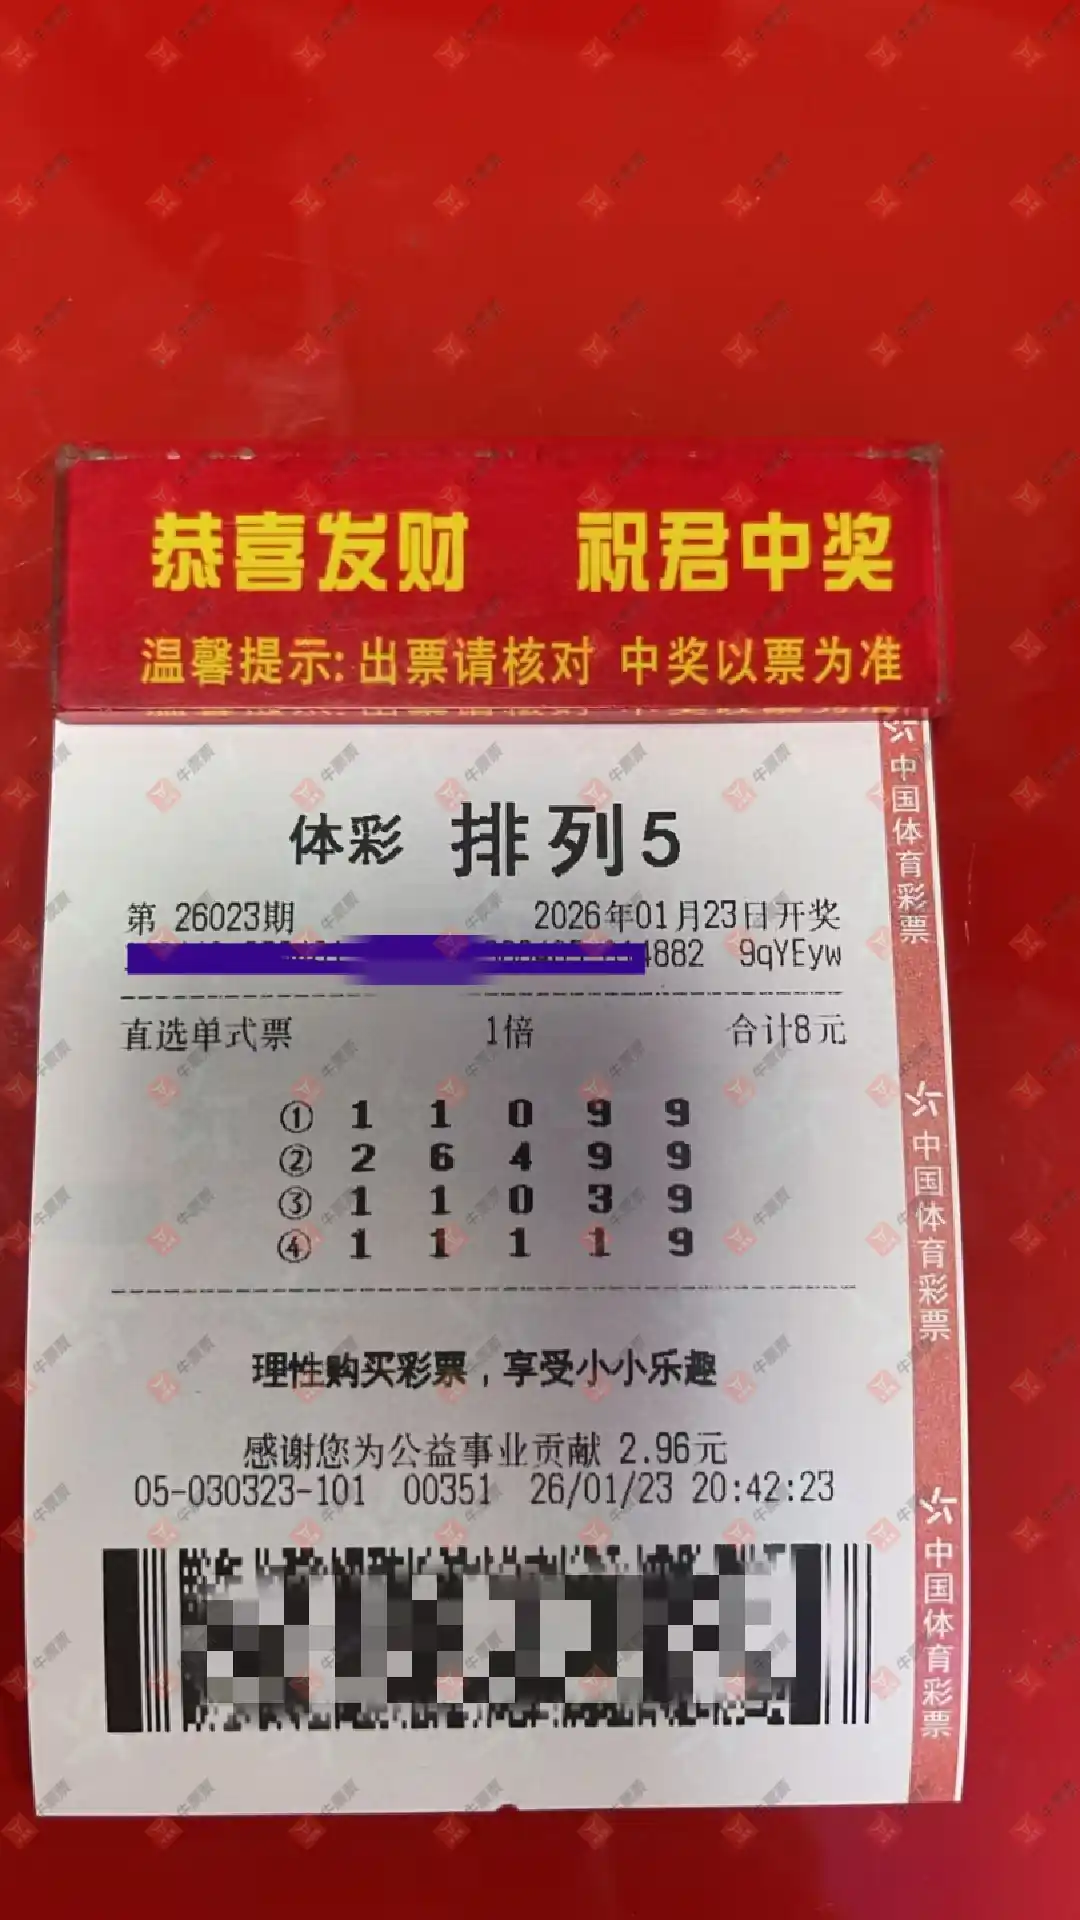 恭喜发财 祝君中奖
温馨提示:出票请核对 中奖以票为准
体彩 排列5
第 26023期 2026年01月23日开奖
4882 9qYEyw
直选单式票 1倍 合计8元
① 1 1 0 9 9
② 2 6 4 9 9
③ 1 1 0 3 9
④ 1 1 1 1 9
理性购买彩票,享受小小乐趣
感谢您为公益事业贡献 2.96元
05-030323-101 00351 26/01/23 20:42:23
中国体育彩票
中国体育彩票
中国体育彩票
牛票票